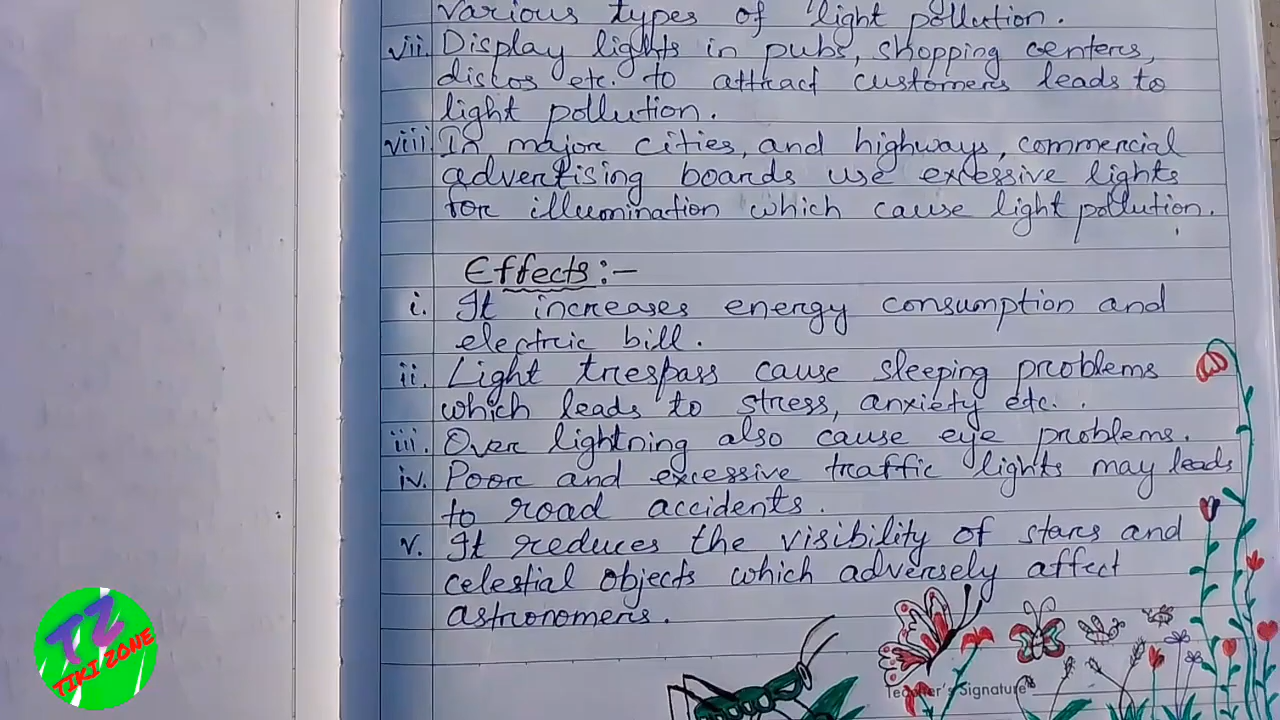 various types of light pollution.
vii. Display lights in pubs, shopping centers,
discos etc. to attract customers leads to
light pollution.
viii. In major cities, and highways, commercial
advertising boards use excessive lights
for illumination which cause light pollution.
Effects:-
i. It increases energy consumption and
electric bill.
ii. Light trespass cause sleeping problems
which leads to stress, anxiety etc..
iii. Over lightning also cause eye problems.
iv. Poor and excessive traffic lights may leads
to road accidents.
v. It reduces the visibility of stars and
celestial objects which adversely affect
astronomers.
Teacher's Signature
TZ
TIKI ZONE